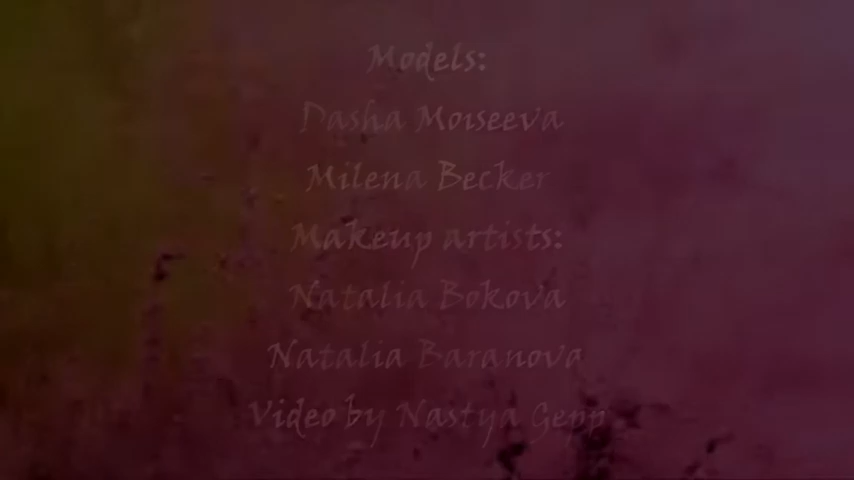 Models:
Dasha Moiseeva
Milena Becker
Makeup artists:
Natalia Bokova
Natalia Baranova
Video by Nastya Gepp